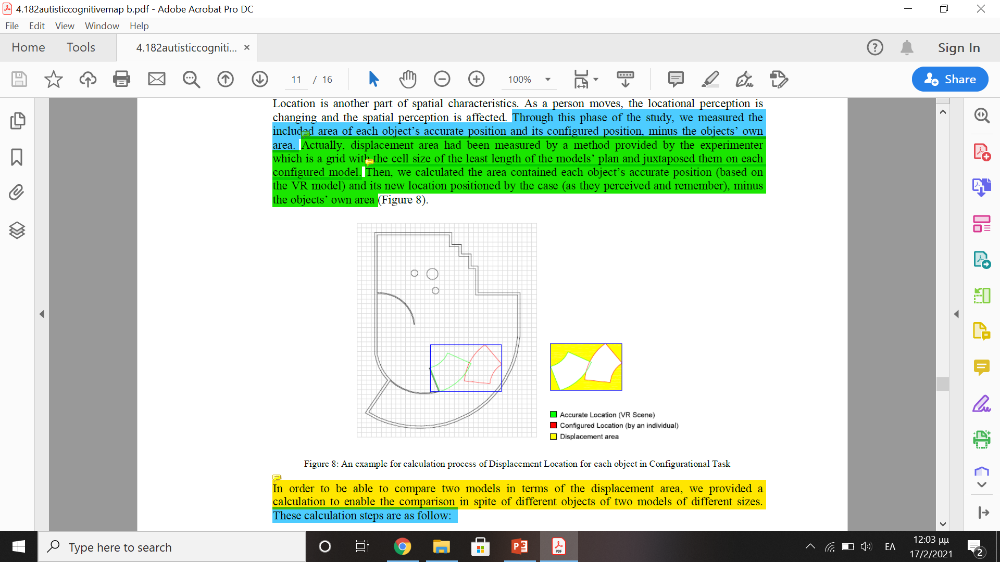 4.182autisticcognitivemap b.pdf - Adobe Acrobat Pro DC
File Edit View Window Help
Home Tools 4.182autisticcogniti... × Sign In
11 / 16 100% Share
Location is another part of spatial characteristics. As a person moves, the locational perception is
changing and the spatial perception is affected. Through this phase of the study, we measured the
included area of each object’s accurate position and its configured position, minus the objects’ own
area. Actually, displacement area had been measured by a method provided by the experimenter
which is a grid with the cell size of the least length of the models’ plan and juxtaposed them on each
configured model. Then, we calculated the area contained each object’s accurate position (based on
the VR model) and its new location positioned by the case (as they perceived and remember), minus
the objects’ own area (Figure 8).
Accurate Location (VR Scene)
Configured Location (by an individual)
Displacement area
Figure 8: An example for calculation process of Displacement Location for each object in Configurational Task
In order to be able to compare two models in terms of the displacement area, we provided a
calculation to enable the comparison in spite of different objects of two models of different sizes.
These calculation steps are as follow:
Type here to search
ΕΛ
12:03 μμ
17/2/2021
2